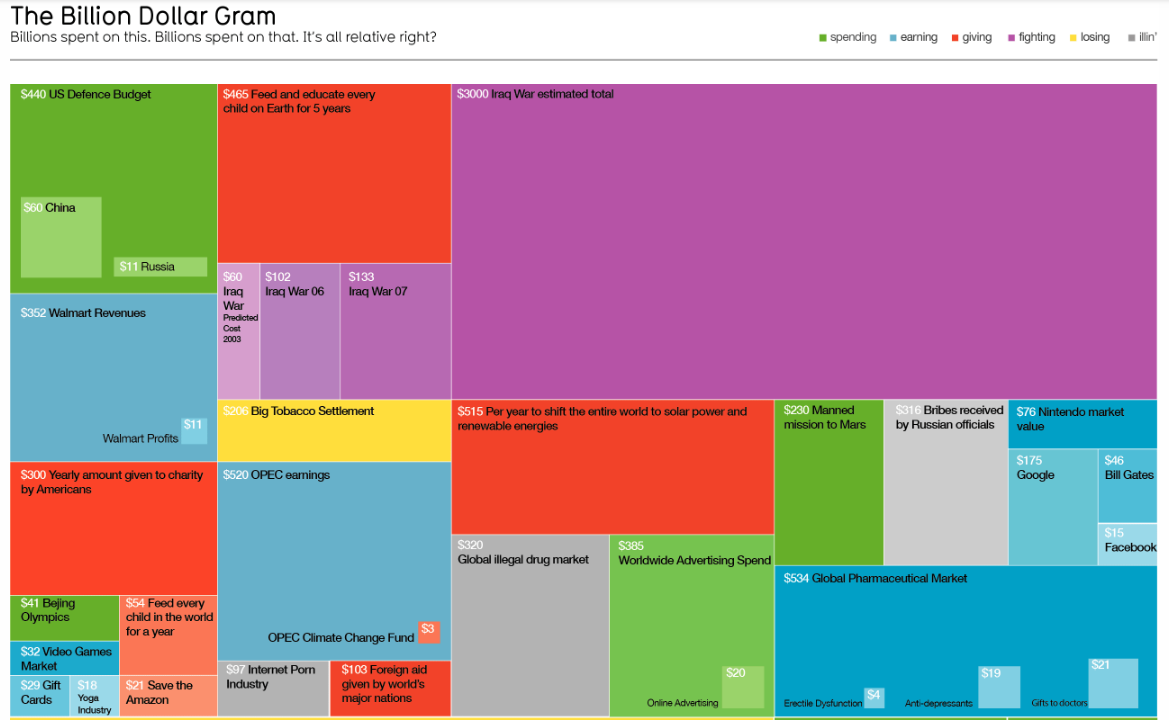 The Billion Dollar Gram
Billions spent on this. Billions spent on that. It's all relative right?
spending earning giving fighting losing illin'
$440 US Defence Budget
$60 China
$11 Russia
$465 Feed and educate every
child on Earth for 5 years
$3000 Iraq War estimated total
$60
Iraq
War
Predicted
Cost
2003
$102
Iraq War 06
$133
Iraq War 07
$352 Walmart Revenues
$11
Walmart Profits
$206 Big Tobacco Settlement
$515 Per year to shift the entire world to solar power and
renewable energies
$230 Manned
mission to Mars
$316 Bribes received
by Russian officials
$76 Nintendo market
value
$175
Google
$46
Bill Gates
$15
Facebook
$300 Yearly amount given to charity
by Americans
$520 OPEC earnings
OPEC Climate Change Fund $3
$320
Global illegal drug market
$385
Worldwide Advertising Spend
$20
Online Advertising
$534 Global Pharmaceutical Market
Erectile Dysfunction $4
$19
Anti-depressants
$21
Gifts to doctors
$41 Bejing
Olympics
$54 Feed every
child in the world
for a year
$32 Video Games
Market
$29 Gift
Cards
$18
Yoga
Industry
$21 Save the
Amazon
$97 Internet Porn
Industry
$103 Foreign aid
given by world's
major nations